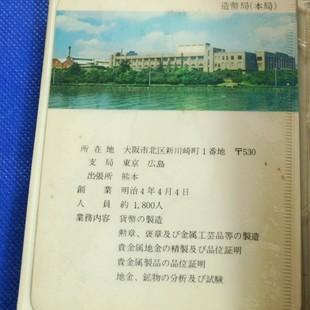 造幣局(本局)
所在地 大阪市北区新川崎町1番地 〒530
支局 東京 広島
出張所 熊本
創業 明治4年4月4日
人員 約1,800人
業務内容 貨幣の製造
勲章、褒章及び金属工芸品等の製造
貴金属地金の精製及び品位証明
貴金属製品の品位証明
地金、鉱物の分析及び試験